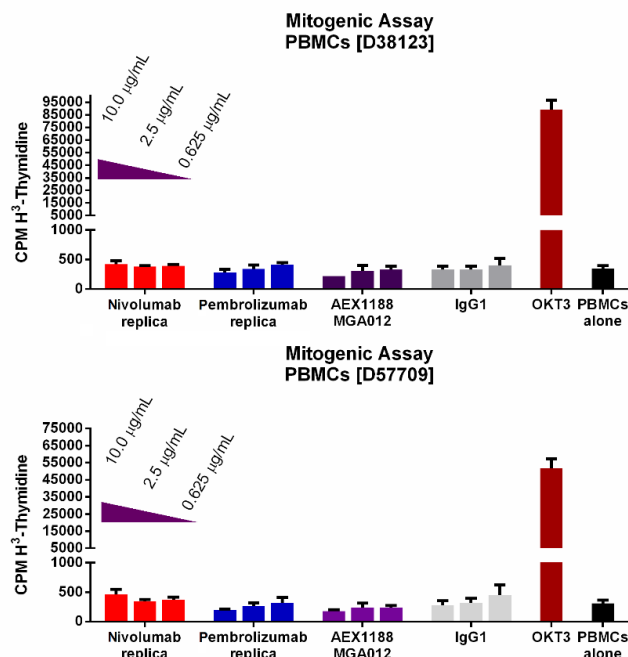 Mitogenic Assay
PBMCs [D38123]
10.0 µg/mL
2.5 µg/mL
0.625 µg/mL
CPM H³-Thymidine
95000
85000
75000
65000
55000
45000
35000
25000
15000
5000
1000
500
0
Nivolumab replica
Pembrolizumab replica
AEX1188 MGA012
IgG1
OKT3
PBMCs alone
Mitogenic Assay
PBMCs [D57709]
10.0 µg/mL
2.5 µg/mL
0.625 µg/mL
CPM H³-Thymidine
75000
65000
55000
45000
35000
25000
15000
5000
1000
500
0
Nivolumab replica
Pembrolizumab replica
AEX1188 MGA012
IgG1
OKT3
PBMCs alone